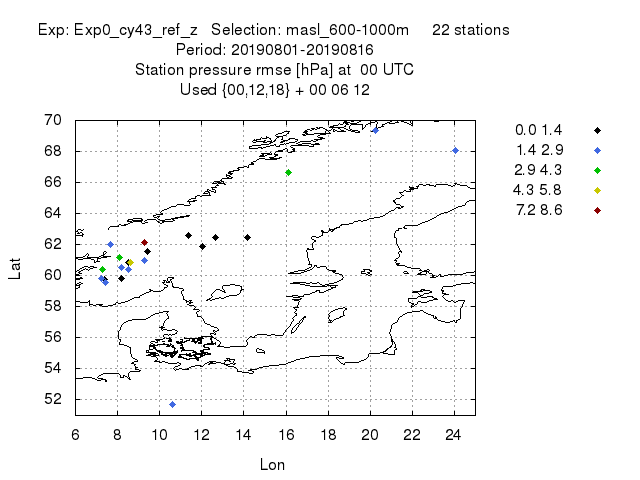 Exp: Exp0_cy43_ref_z Selection: masl_600-1000m 22 stations
Period: 20190801-20190816
Station pressure rmse [hPa] at 00 UTC
Used {00,12,18} + 00 06 12
70
68
66
64
62
60
58
56
54
52
Lat
6 8 10 12 14 16 18 20 22 24
Lon
0.0 1.4
1.4 2.9
2.9 4.3
4.3 5.8
7.2 8.6